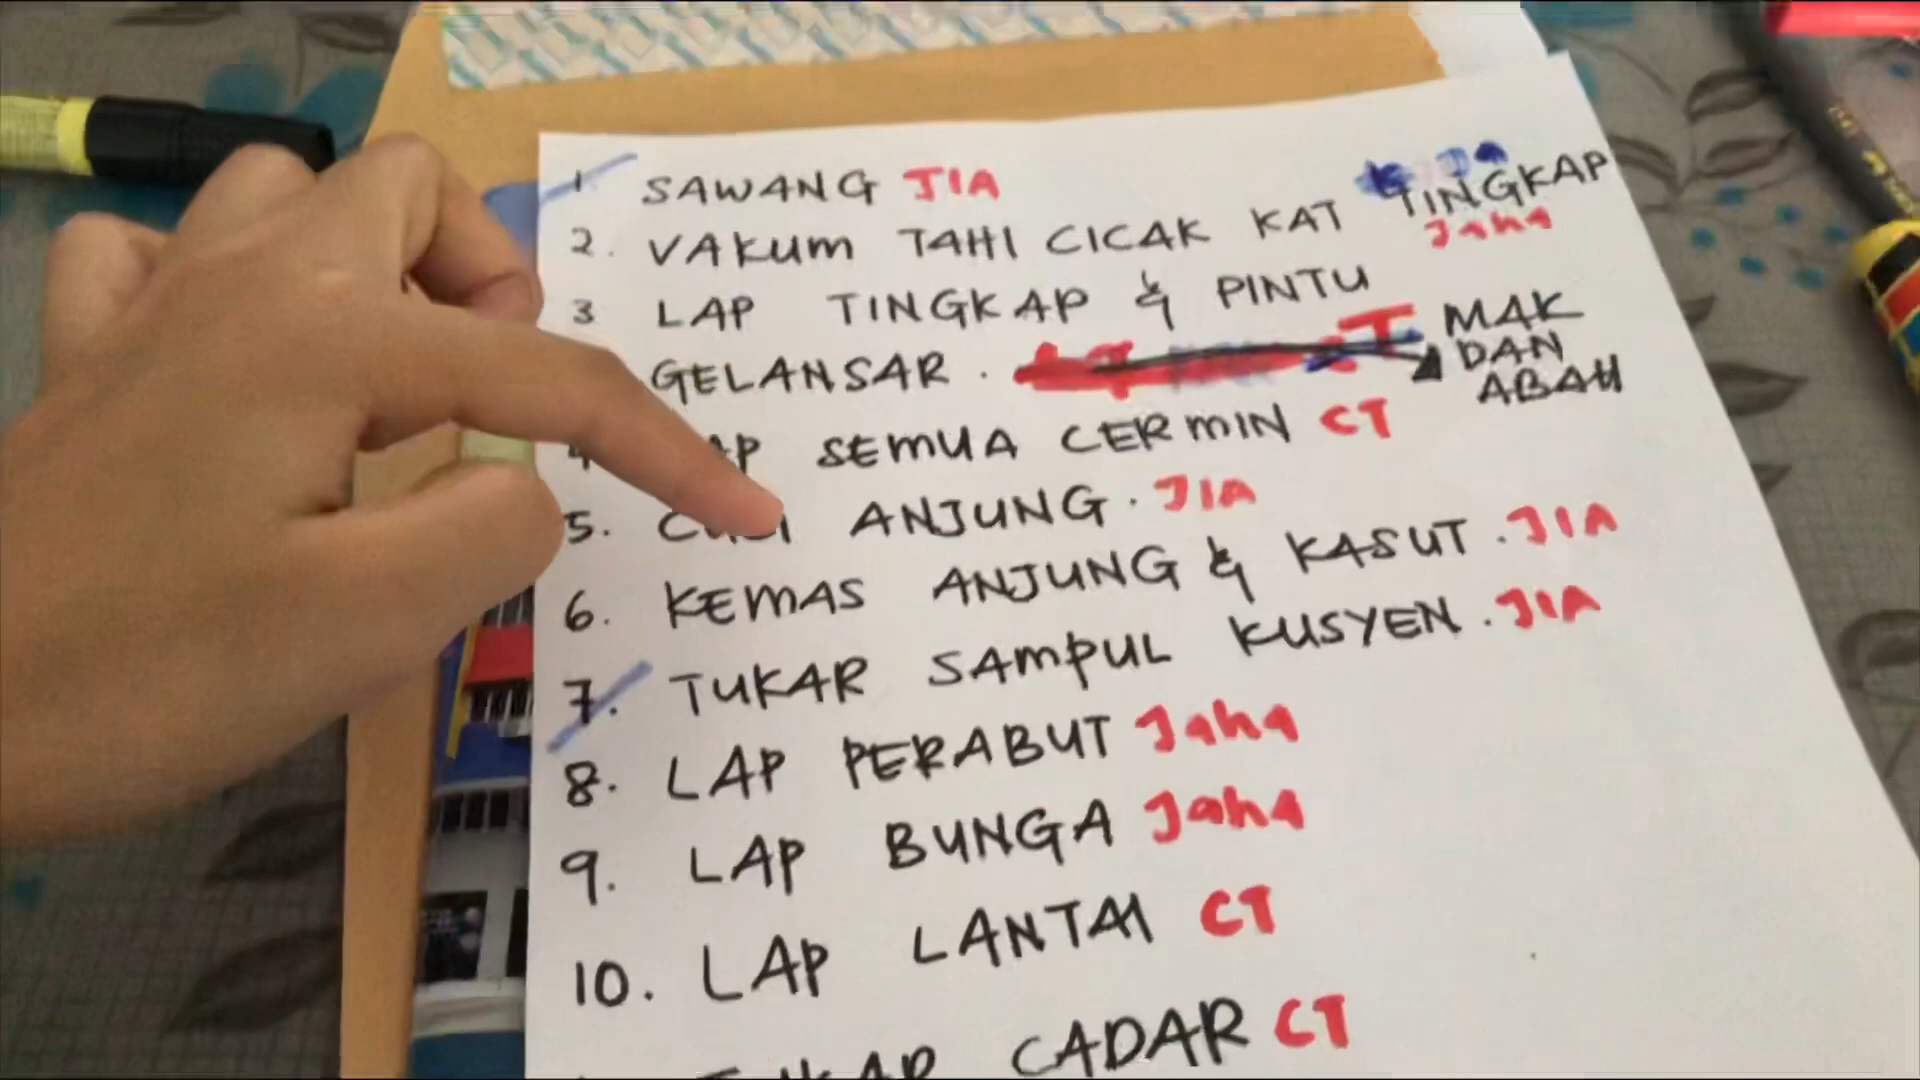 1 SAWANG JIA
2. VAKUM TAHI CICAK KAT TINGKAP
Jaha
3 LAP TINGKAP & PINTU
GELANSAR . MAK
DAN
ABAH
4 SEMUA CERMIN CT
5. ANJUNG. JIA
6. KEMAS ANJUNG & KASUT. JIA
7. TUKAR SAMPUL KUSYEN. JIA
8. LAP PERABUT Jaha
9. LAP BUNGA Jaha
10. LAP LANTAI CT
CADAR CT